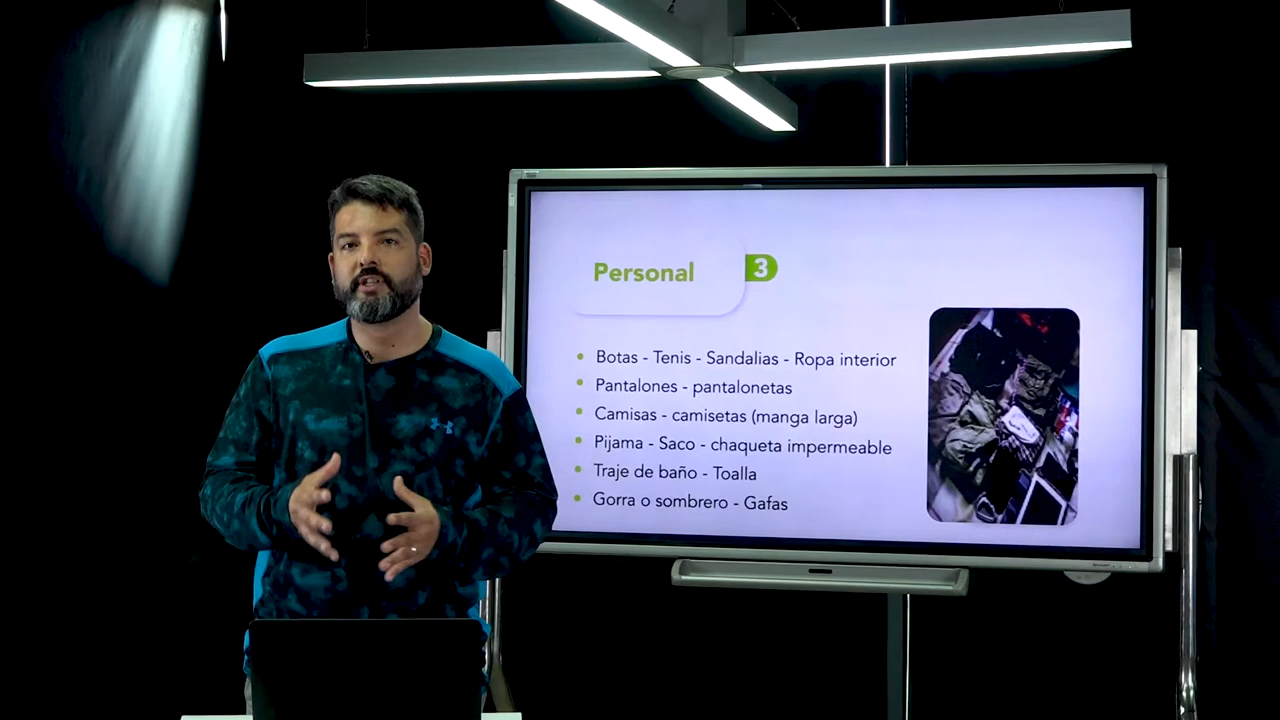 Personal
3
Botas - Tenis - Sandalias - Ropa interior
Pantalones - pantalonetas
Camisas - camisetas (manga larga)
Pijama - Saco - chaqueta impermeable
Traje de baño - Toalla
Gorra o sombrero - Gafas